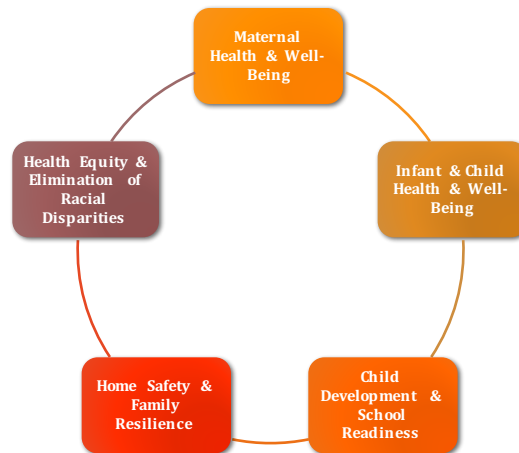 Maternal
Health & Well-
Being
Infant & Child
Health & Well-
Being
Child
Development &
School
Readiness
Home Safety &
Family
Resilience
Health Equity &
Elimination of
Racial
Disparities